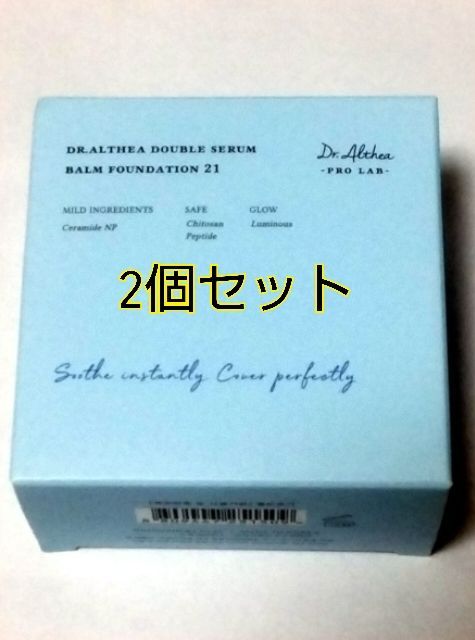 DR.ALTHEA DOUBLE SERUM
BALM FOUNDATION 21
Dr. Althea
-PRO LAB-
MILD INGREDIENTS
Ceramide NP
SAFE
Chitosan
Peptide
GLOW
Luminous
2個セット
Soothe instantly Cover perfectly